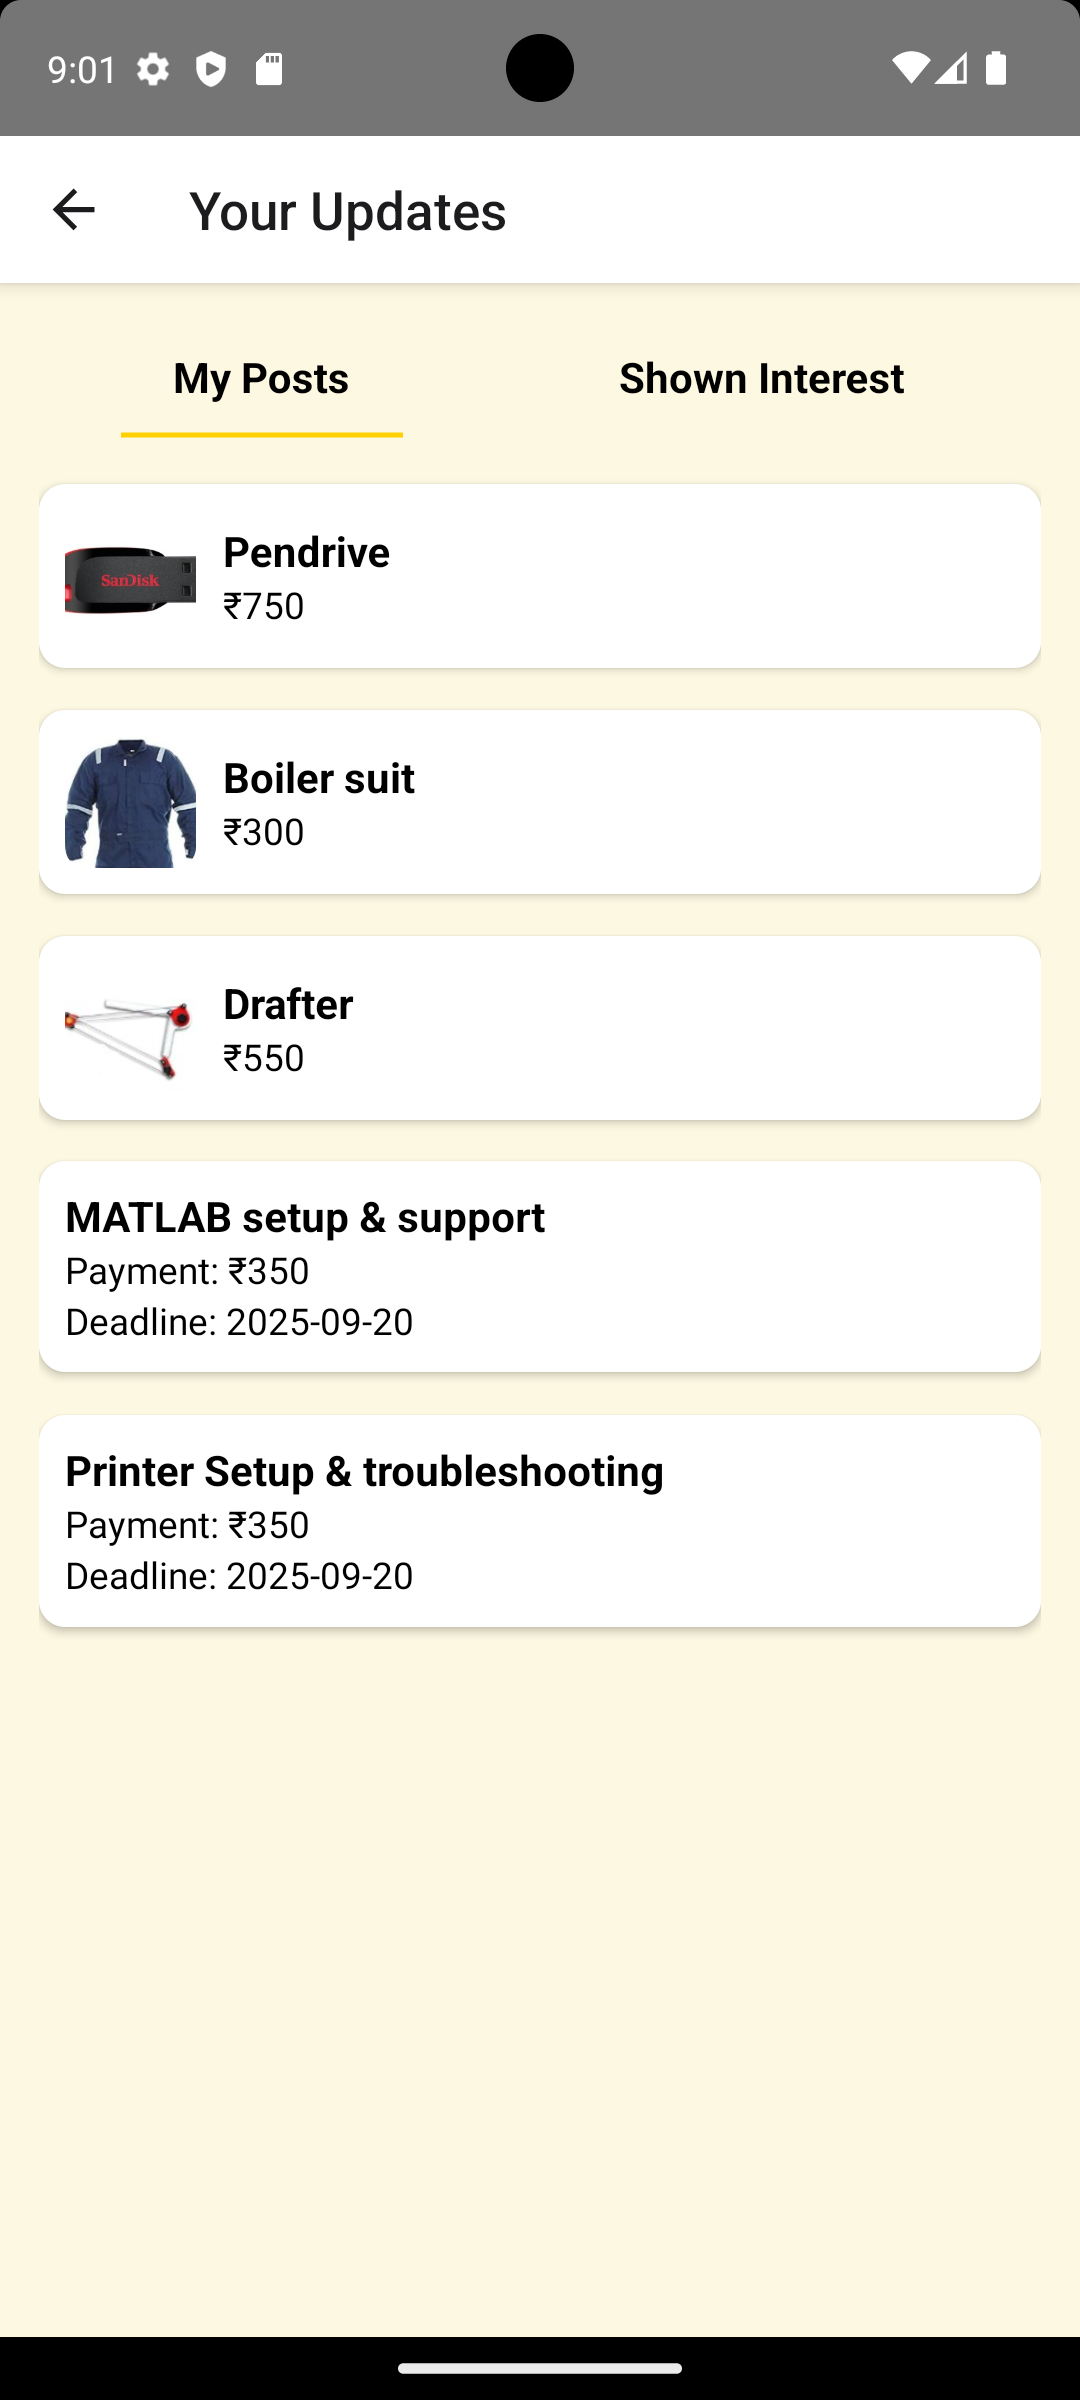 9:01
Your Updates
My Posts
Shown Interest
SanDisk
Pendrive
₹750
Boiler suit
₹300
Drafter
₹550
MATLAB setup & support
Payment: ₹350
Deadline: 2025-09-20
Printer Setup & troubleshooting
Payment: ₹350
Deadline: 2025-09-20